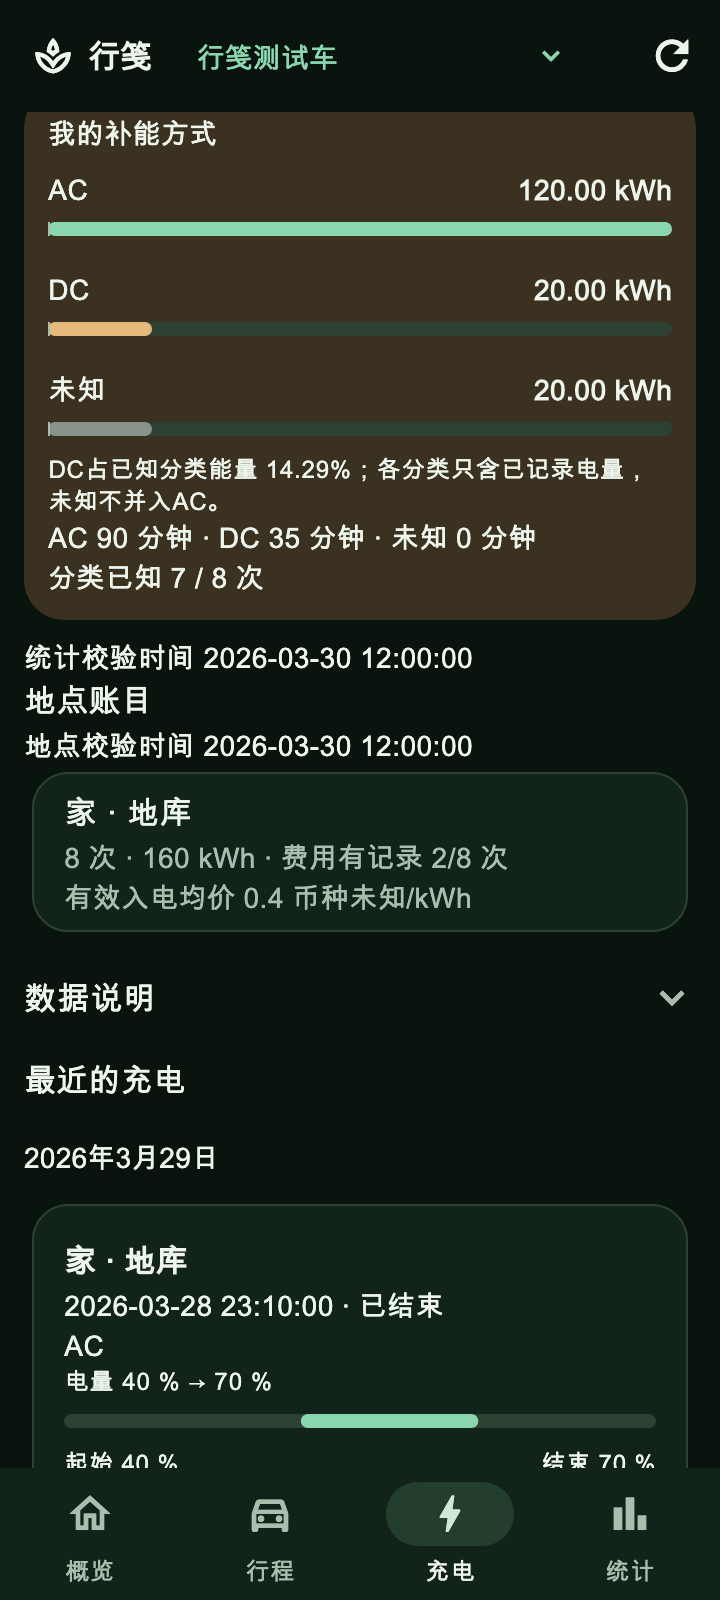 行笺
行笺测试车
我的补能方式
AC 120.00 kWh
DC 20.00 kWh
未知 20.00 kWh
DC占已知分类能量 14.29%；各分类只含已记录电量，
未知不并入AC。
AC 90 分钟 · DC 35 分钟 · 未知 0 分钟
分类已知 7 / 8 次
统计校验时间 2026-03-30 12:00:00
地点账目
地点校验时间 2026-03-30 12:00:00
家 · 地库
8 次 · 160 kWh · 费用有记录 2/8 次
有效入电均价 0.4 币种未知/kWh
数据说明
最近的充电
2026年3月29日
家 · 地库
2026-03-28 23:10:00 · 已结束
AC
电量 40 % → 70 %
起始 40 % 结束 70 %
概览 行程 充电 统计